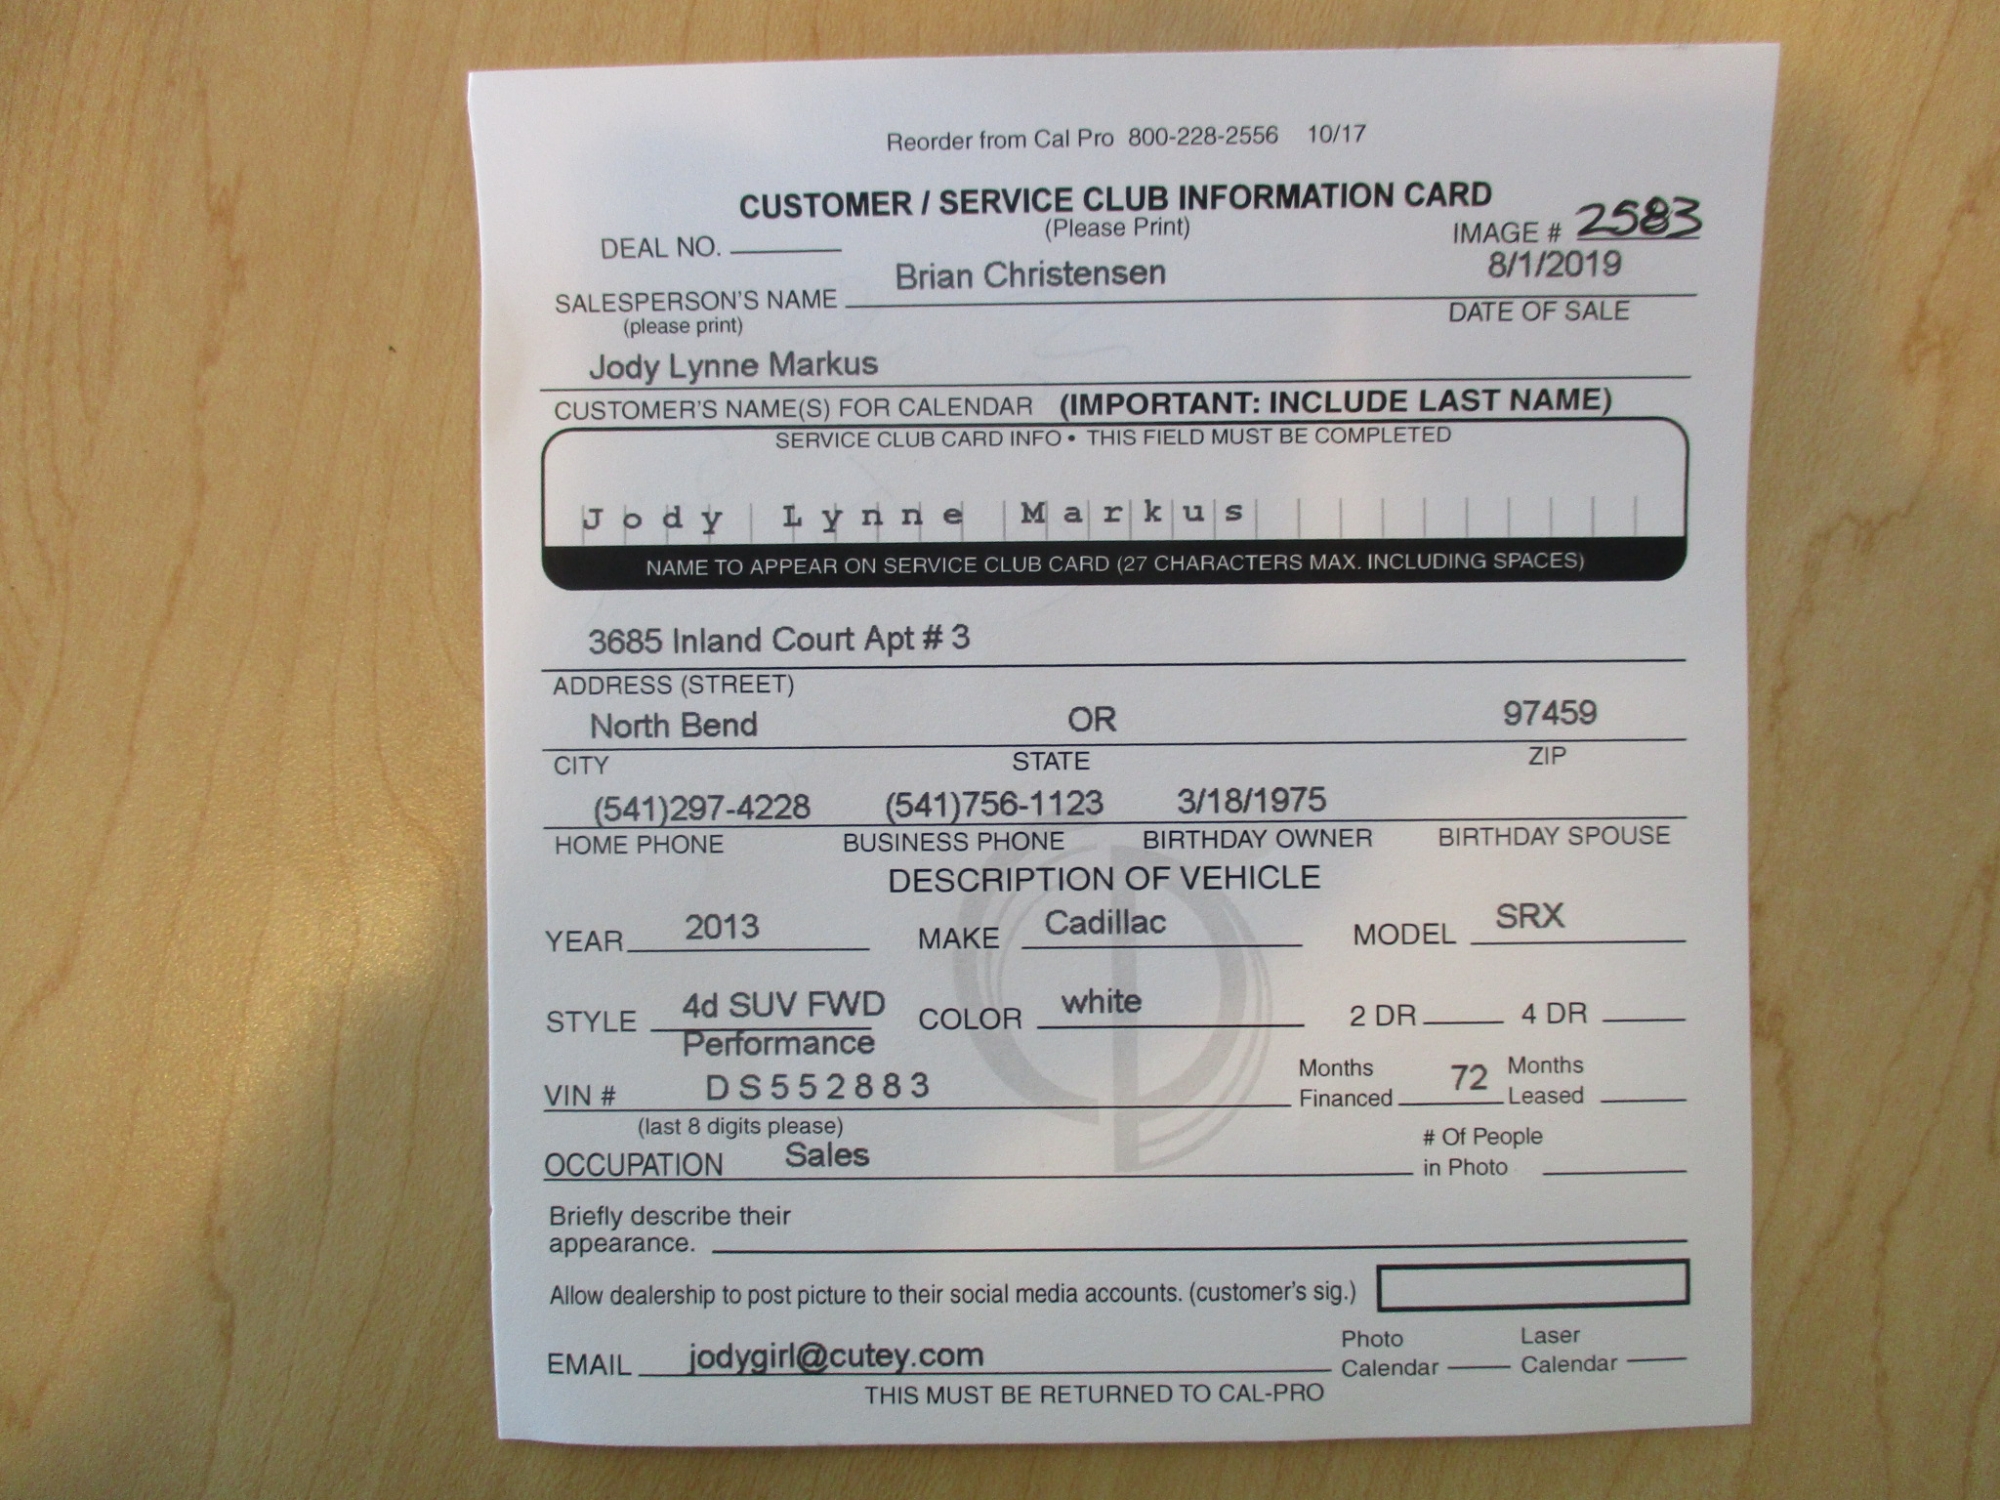 Reorder from Cal Pro 800-228-2556 10/17
CUSTOMER / SERVICE CLUB INFORMATION CARD
(Please Print)
DEAL NO. IMAGE # 2583
Brian Christensen 8/1/2019
SALESPERSON'S NAME DATE OF SALE
(please print)
Jody Lynne Markus
CUSTOMER'S NAME(S) FOR CALENDAR (IMPORTANT: INCLUDE LAST NAME)
SERVICE CLUB CARD INFO • THIS FIELD MUST BE COMPLETED
Jody Lynne Markus
NAME TO APPEAR ON SERVICE CLUB CARD (27 CHARACTERS MAX. INCLUDING SPACES)
3685 Inland Court Apt # 3
ADDRESS (STREET)
North Bend OR 97459
CITY STATE ZIP
(541)297-4228 (541)756-1123 3/18/1975
HOME PHONE BUSINESS PHONE BIRTHDAY OWNER BIRTHDAY SPOUSE
DESCRIPTION OF VEHICLE
YEAR 2013 MAKE Cadillac MODEL SRX
STYLE 4d SUV FWD COLOR white 2 DR 4 DR
Performance
VIN # DS552883 Months Financed 72 Months Leased
(last 8 digits please)
OCCUPATION Sales # Of People in Photo
Briefly describe their
appearance.
Allow dealership to post picture to their social media accounts. (customer's sig.)
EMAIL jodygirl@cutey.com Photo Calendar Laser Calendar
THIS MUST BE RETURNED TO CAL-PRO